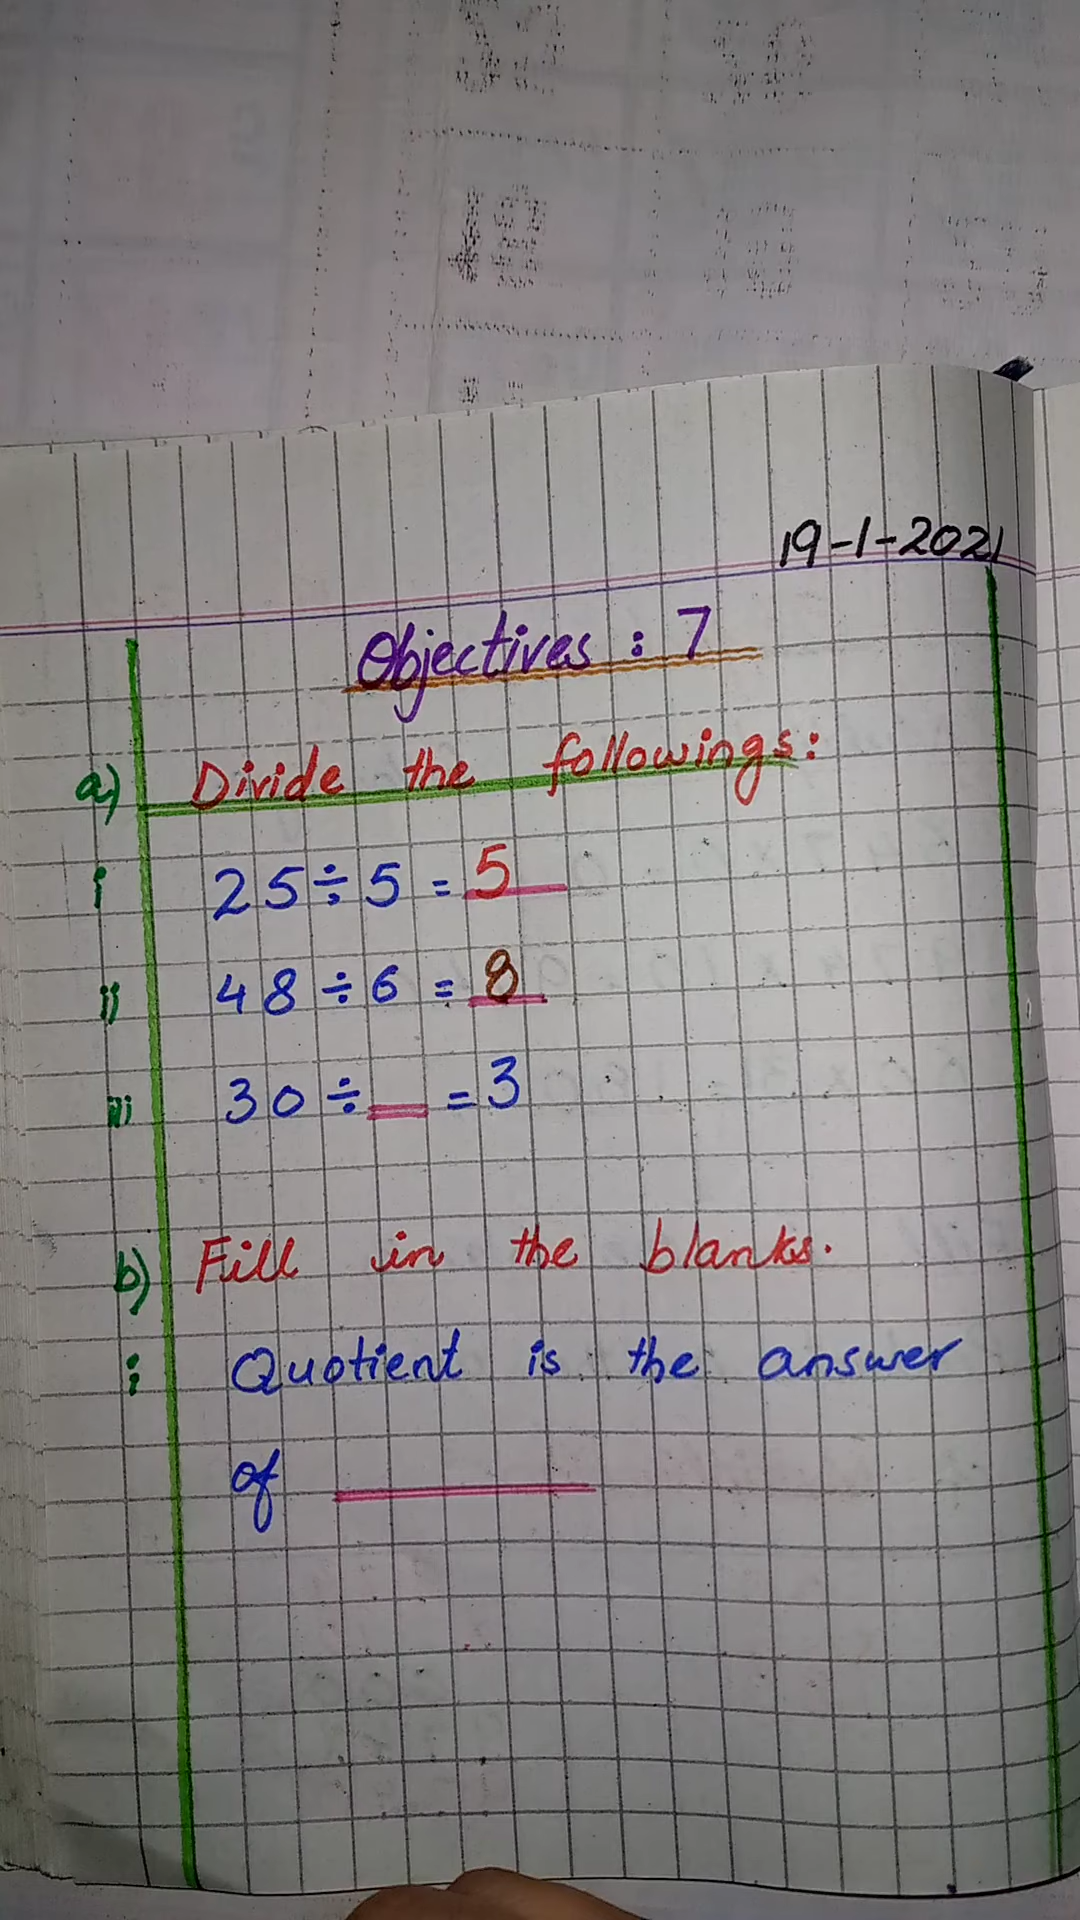 19-1-2021
Objectives : 7
a) Divide the followings:
i 25 ÷ 5 = 5
ii 48 ÷ 6 = 8
iii 30 ÷ __ = 3
b) Fill in the blanks.
i Quotient is the answer
of ______